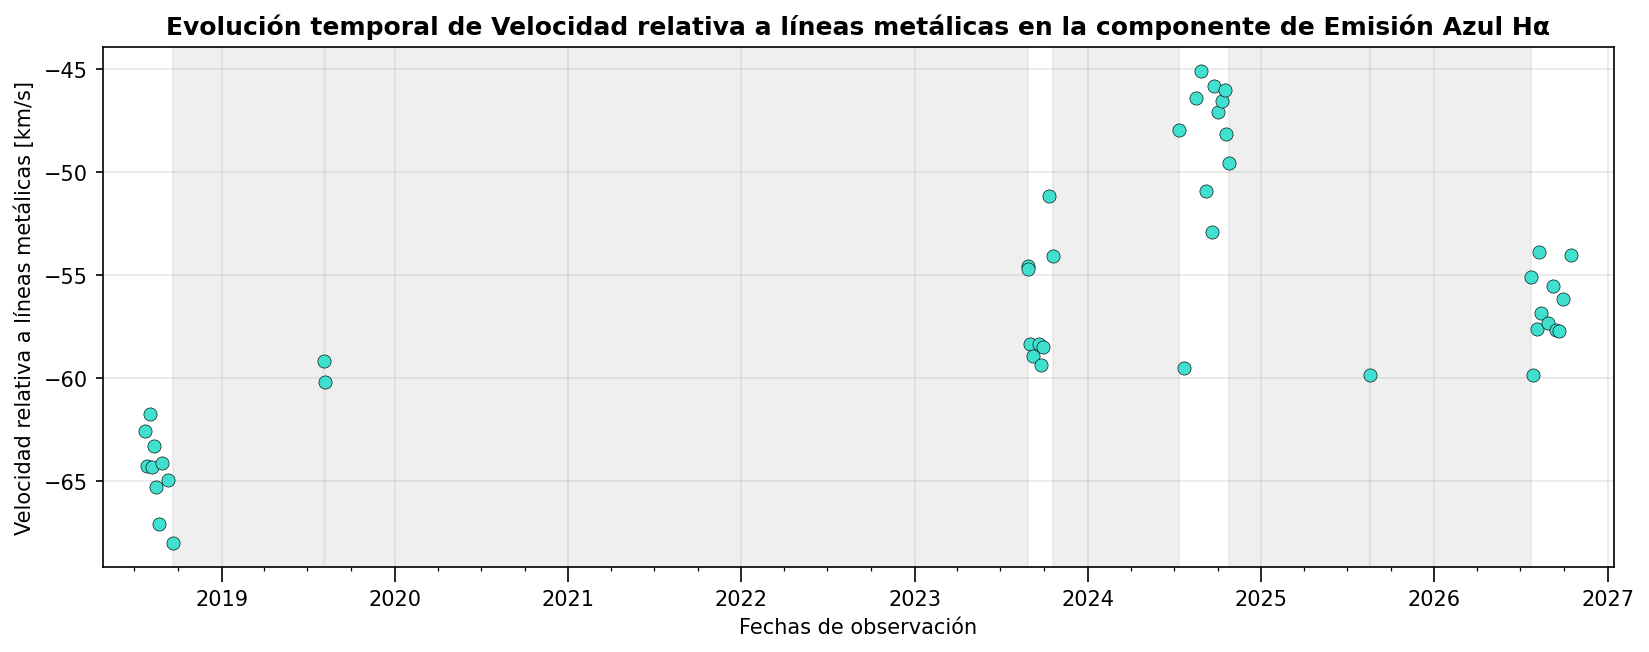 Evolución temporal de Velocidad relativa a líneas metálicas en la componente de Emisión Azul Hα
Velocidad relativa a líneas metálicas [km/s]
−45
−50
−55
−60
−65
2019 2020 2021 2022 2023 2024 2025 2026 2027
Fechas de observación